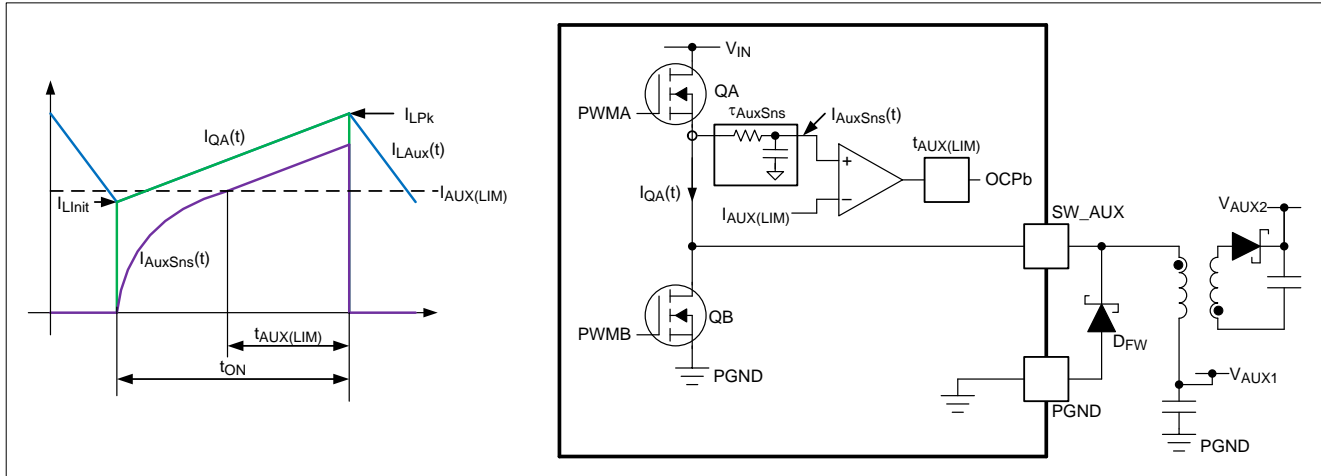 I_LPk
I_QA(t)
I_LAux(t)
I_AUX(LIM)
I_LInit
I_AuxSns(t)
t_AUX(LIM)
t_ON
V_IN
QA
PWMA
τ_AuxSns
I_AuxSns(t)
t_AUX(LIM)
+
OCPb
I_QA(t)
I_AUX(LIM)
−
SW_AUX
V_AUX2
QB
PWMB
D_FW
PGND
V_AUX1
PGND
PGND